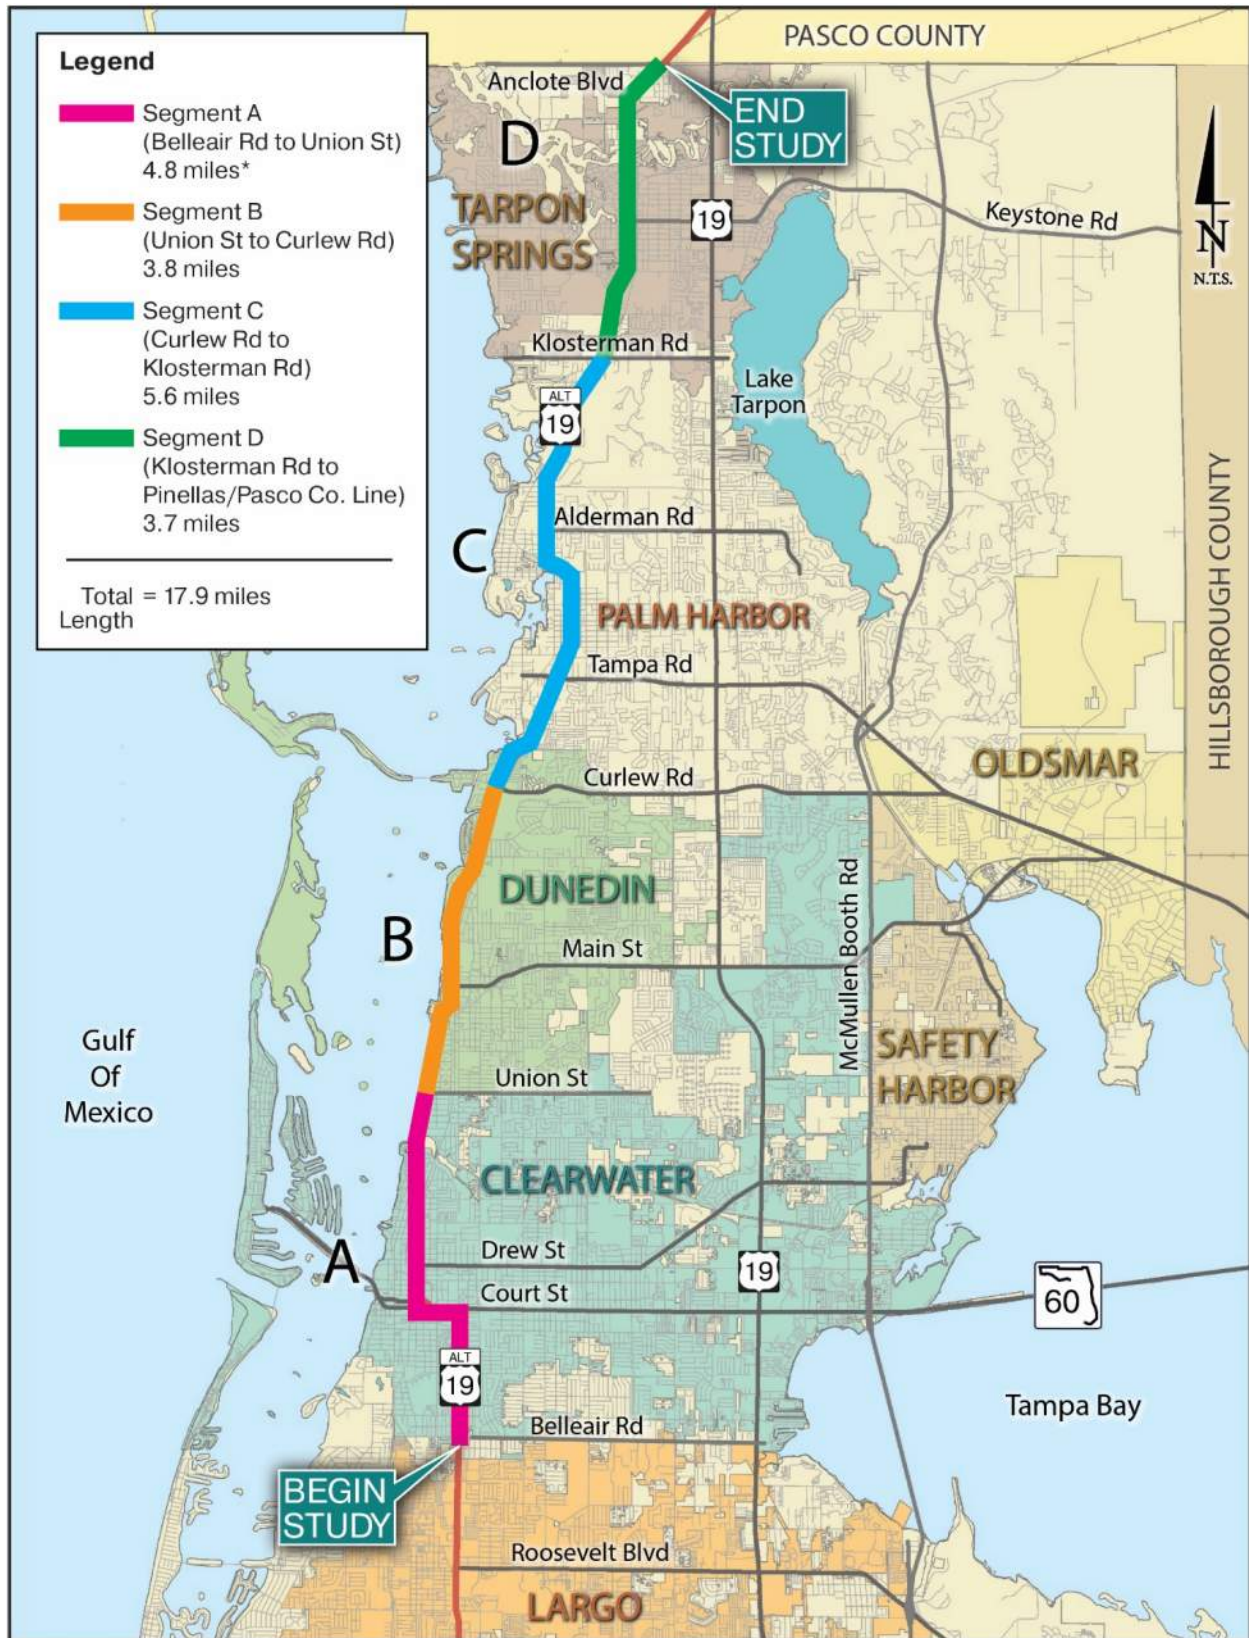 Legend
Segment A
(Belleair Rd to Union St)
4.8 miles*
Segment B
(Union St to Curlew Rd)
3.8 miles
Segment C
(Curlew Rd to
Klosterman Rd)
5.6 miles
Segment D
(Klosterman Rd to
Pinellas/Pasco Co. Line)
3.7 miles
Total = 17.9 miles
Length
PASCO COUNTY
Anclote Blvd
END
STUDY
D
TARPON
SPRINGS
19
Keystone Rd
N
N.T.S.
Klosterman Rd
Lake
Tarpon
ALT
19
HILLSBOROUGH COUNTY
Alderman Rd
C
PALM HARBOR
Tampa Rd
OLDSMAR
Curlew Rd
DUNEDIN
McMullen Booth Rd
B
Main St
Gulf
Of
Mexico
SAFETY
HARBOR
Union St
CLEARWATER
A
Drew St
19
Court St
60
ALT
19
Tampa Bay
Belleair Rd
BEGIN
STUDY
Roosevelt Blvd
LARGO